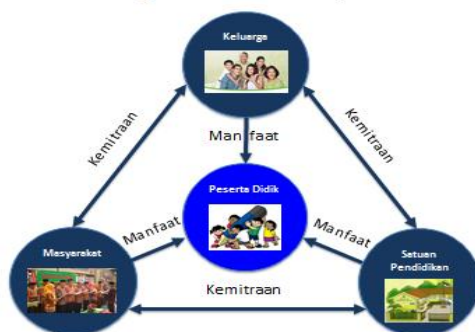 Keluarga
Kemitraan
Kemitraan
Manfaat
Peserta Didik
Masyarakat
Manfaat
Manfaat
Satuan
Pendidikan
Kemitraan